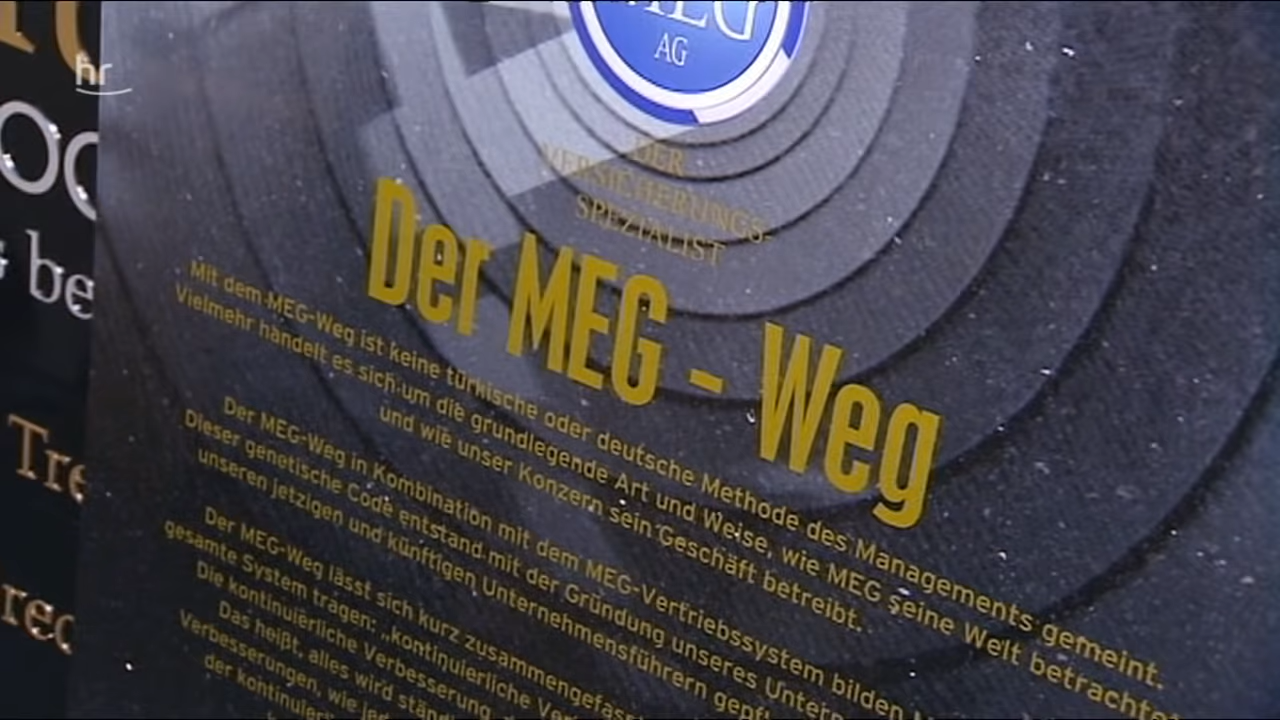 hr
MEG
AG
DER
VERSICHERUNGS-
SPEZIALIST
Der MEG - Weg
Mit dem MEG-Weg ist keine türkische oder deutsche Methode des Managements gemeint.
Vielmehr handelt es sich um die grundlegende Art und Weise, wie MEG seine Welt betrachtet
und wie unser Konzern sein Geschäft betreibt.
Der MEG-Weg in Kombination mit dem MEG-Vertriebssystem bilden
Dieser genetische Code entstand mit der Gründung unseres
unseren jetzigen und künftigen Unternehmensführern
Der MEG-Weg lässt sich kurz
gesamte System tragen: „kontinuierliche
Die kontinuierliche Verbesserung
Das heißt, alles wird
Verbesserungen, wie
der
be
Tre